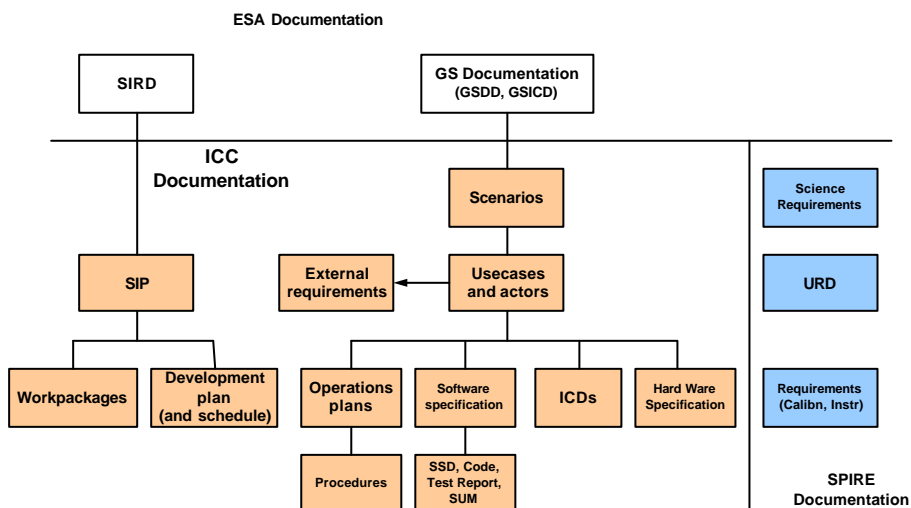 ESA Documentation
SIRD
GS Documentation
(GSDD, GSICD)
ICC
Documentation
Scenarios
Science
Requirements
SIP
External
requirements
Usecases
and actors
URD
Workpackages
Development
plan
(and schedule)
Operations
plans
Software
specification
ICDs
Hard Ware
Specification
Requirements
(Calibn, Instr)
Procedures
SSD, Code,
Test Report,
SUM
SPIRE
Documentation